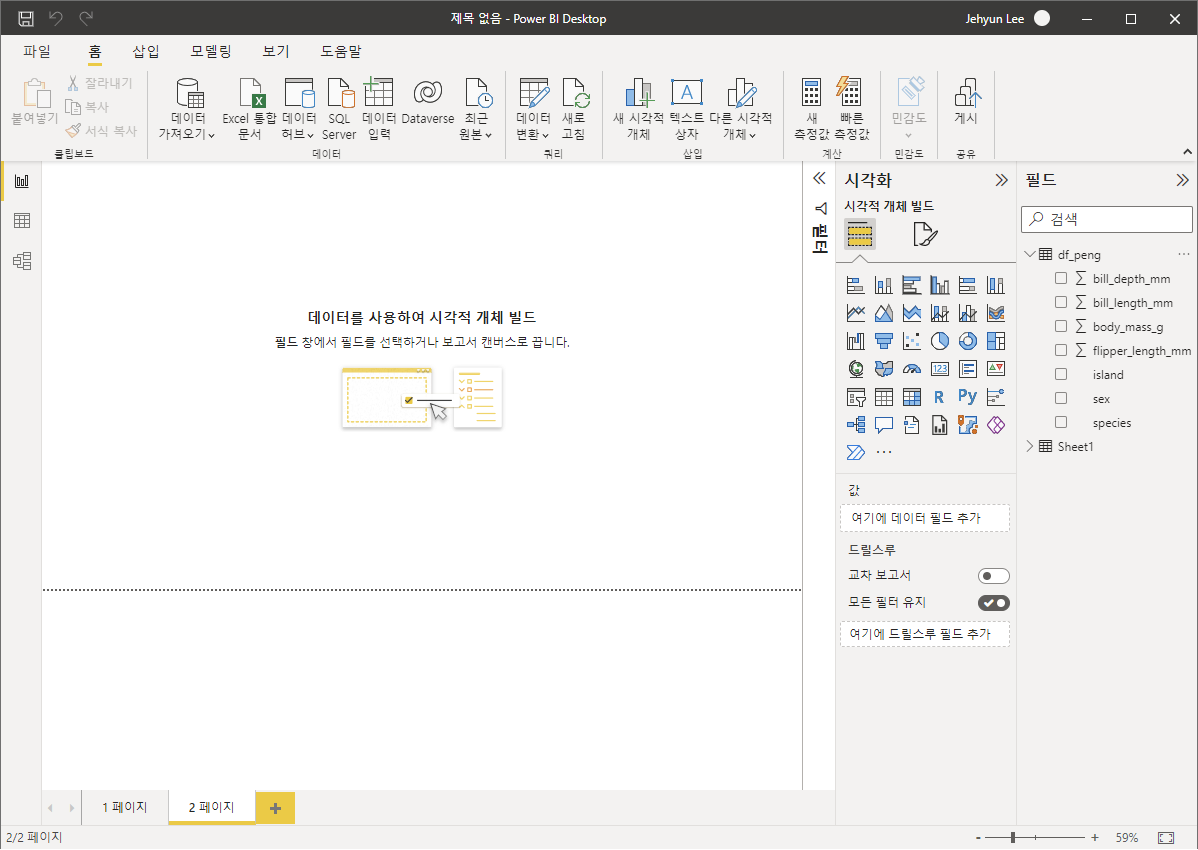 제목 없음 - Power BI Desktop
Jehyun Lee
파일 홈 삽입 모델링 보기 도움말
붙여넣기
잘라내기
복사
서식 복사
클립보드
데이터
가져오기
Excel 통합
문서
데이터
허브
SQL
Server
데이터
입력
Dataverse
최근
원본
데이터
데이터
변환
새로
고침
쿼리
새 시각적
개체
텍스트
상자
다른 시각적
개체
삽입
새
측정값
빠른
측정값
계산
민감도
민감도
게시
공유
데이터를 사용하여 시각적 개체 빌드
필드 창에서 필드를 선택하거나 보고서 캔버스로 끕니다.
필터
시각화
시각적 개체 빌드
123
R
Py
값
여기에 데이터 필드 추가
드릴스루
교차 보고서
모든 필터 유지
여기에 드릴스루 필드 추가
필드
검색
df_peng
bill_depth_mm
bill_length_mm
body_mass_g
flipper_length_mm
island
sex
species
Sheet1
1 페이지
2 페이지
2/2 페이지
59%